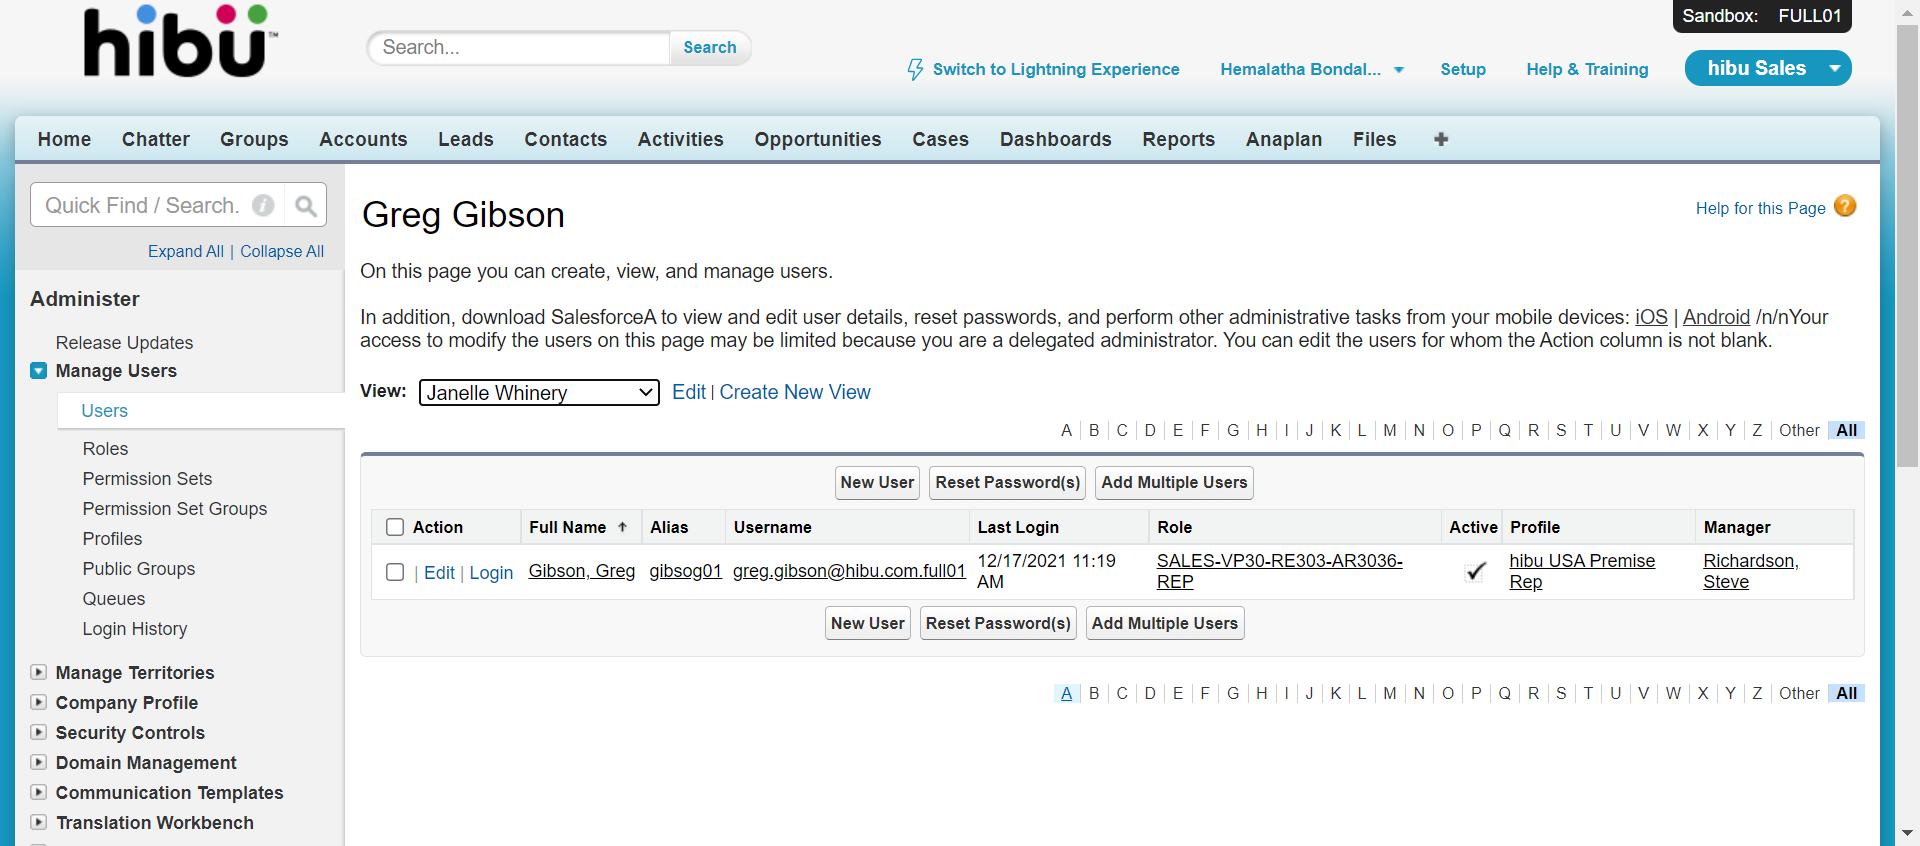 Sandbox: FULL01
hibü™
Search...
Search
Switch to Lightning Experience
Hemalatha Bondal...
Setup
Help & Training
hibu Sales
Home Chatter Groups Accounts Leads Contacts Activities Opportunities Cases Dashboards Reports Anaplan Files
Quick Find / Search.
Expand All | Collapse All
Administer
Release Updates
Manage Users
Users
Roles
Permission Sets
Permission Set Groups
Profiles
Public Groups
Queues
Login History
Manage Territories
Company Profile
Security Controls
Domain Management
Communication Templates
Translation Workbench
Greg Gibson
Help for this Page
On this page you can create, view, and manage users.
In addition, download SalesforceA to view and edit user details, reset passwords, and perform other administrative tasks from your mobile devices: iOS | Android /n/nYour
access to modify the users on this page may be limited because you are a delegated administrator. You can edit the users for whom the Action column is not blank.
View: Janelle Whinery Edit | Create New View
A B C D E F G H I J K L M N O P Q R S T U V W X Y Z Other All
New User Reset Password(s) Add Multiple Users
Action Full Name Alias Username Last Login Role Active Profile Manager
| Edit | Login Gibson, Greg gibsog01 greg.gibson@hibu.com.full01 12/17/2021 11:19 SALES-VP30-RE303-AR3036- hibu USA Premise Richardson,
AM REP Rep Steve
New User Reset Password(s) Add Multiple Users
A B C D E F G H I J K L M N O P Q R S T U V W X Y Z Other All